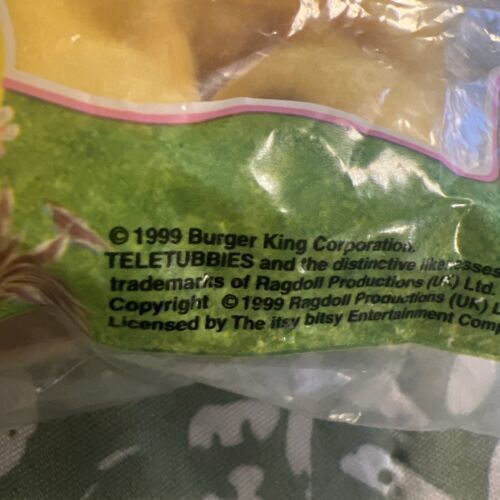 © 1999 Burger King Corporation.
TELETUBBIES and the distinctive likenesses
trademarks of Ragdoll Productions (UK) Ltd.
Copyright © 1999 Ragdoll Productions (UK) L
Licensed by The itsy bitsy Entertainment Comp